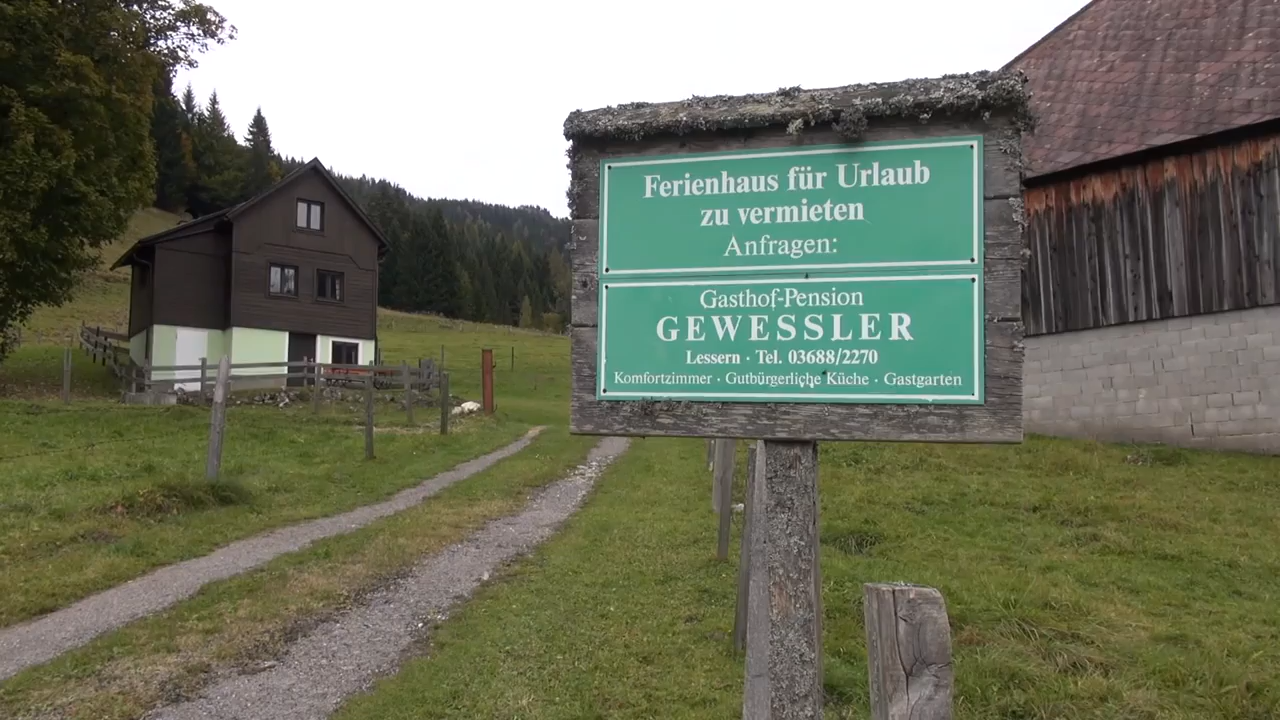 Ferienhaus für Urlaub
zu vermieten
Anfragen:
Gasthof-Pension
GEWESSLER
Lessern · Tel. 03688/2270
Komfortzimmer · Gutbürgerliche Küche · Gastgarten